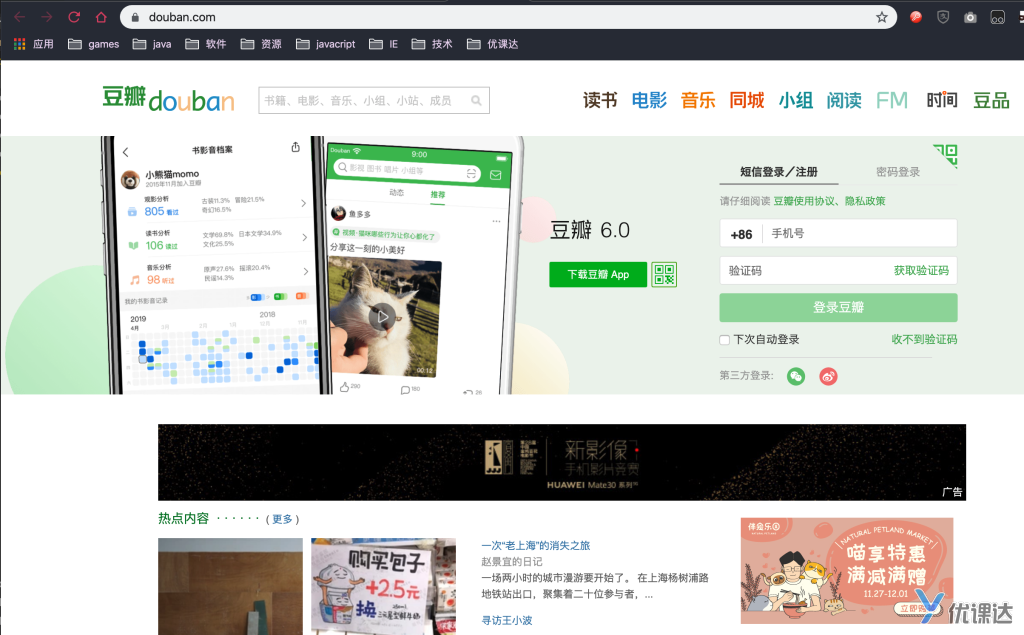 douban.com
应用 games java 软件 资源 javacript IE 技术 优课达
豆瓣douban
书籍、电影、音乐、小组、小站、成员
读书 电影 音乐 同城 小组 阅读 FM 时间 豆品
书影音档案
小熊猫momo
2015年11月加入豆瓣
观影分析
805 看过
古装11.3% 冒险21.5%
奇幻16.5%
读书分析
106 读过
文学69.8% 日本文学34.9%
文化25.5%
音乐分析
98 听过
原声27.6% 摇滚20.4%
民谣14.3%
我的书影音记录
2019
2018
4月
3月
2月
1月
12月
11月
Douban
9:00
影视 图书 唱片 小组等
动态 推荐
鱼多多
视频·猫咪哪些行为让你心都化了
分享这一刻的小美好
00:18
290
190
26
豆瓣 6.0
下载豆瓣 App
短信登录/注册 密码登录
请仔细阅读 豆瓣使用协议、隐私政策
+86 手机号
验证码 获取验证码
登录豆瓣
下次自动登录 收不到验证码
第三方登录:
新影像
手机影片竞赛
HUAWEI Mate30 系列
广告
热点内容 · · · · · · ( 更多 )
购买包子
+2.5元
换
一次“老上海”的消失之旅
赵景宜的日记
一场两小时的城市漫游要开始了。 在上海杨树浦路
地铁站出口，聚集着二十位参与者，...
寻访王小波
NATURAL PETLAND MARKET
喵享特惠
满减满赠
11.27-12.01
立即购
优课达